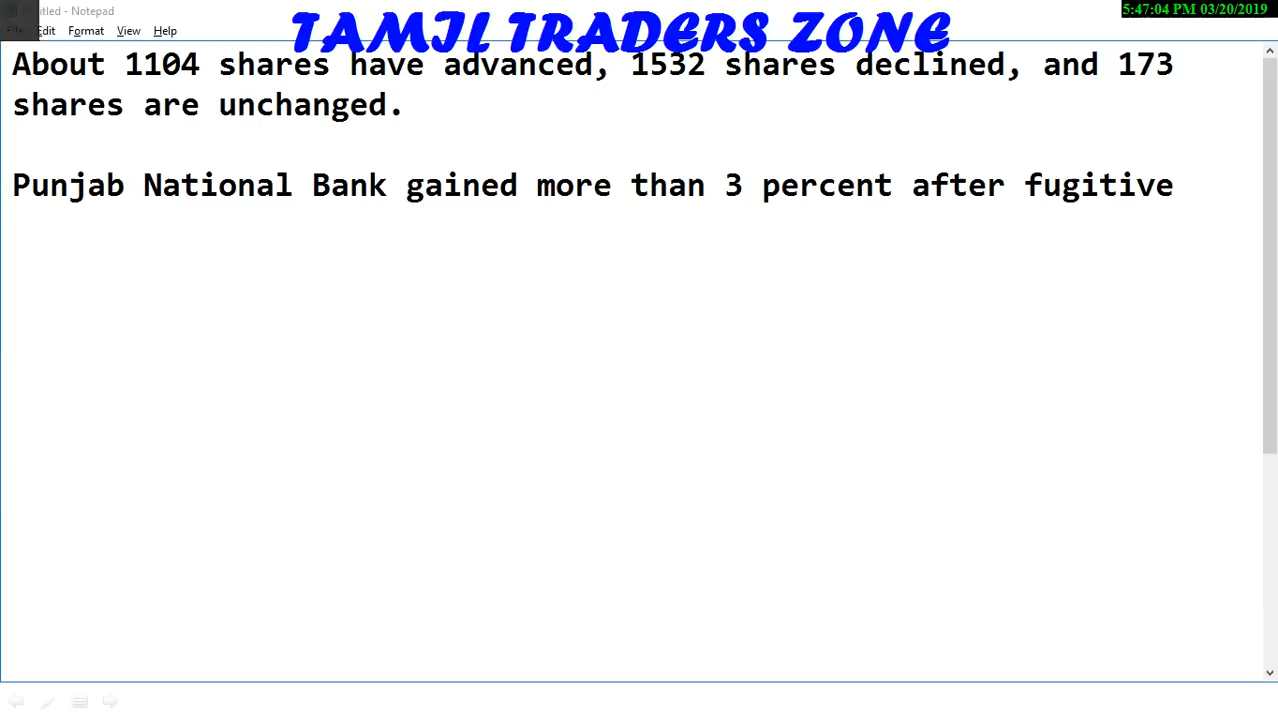 Untitled - Notepad
5:47:04 PM 03/20/2019
File Edit Format View Help
TAMIL TRADERS ZONE
About 1104 shares have advanced, 1532 shares declined, and 173
shares are unchanged.
Punjab National Bank gained more than 3 percent after fugitive